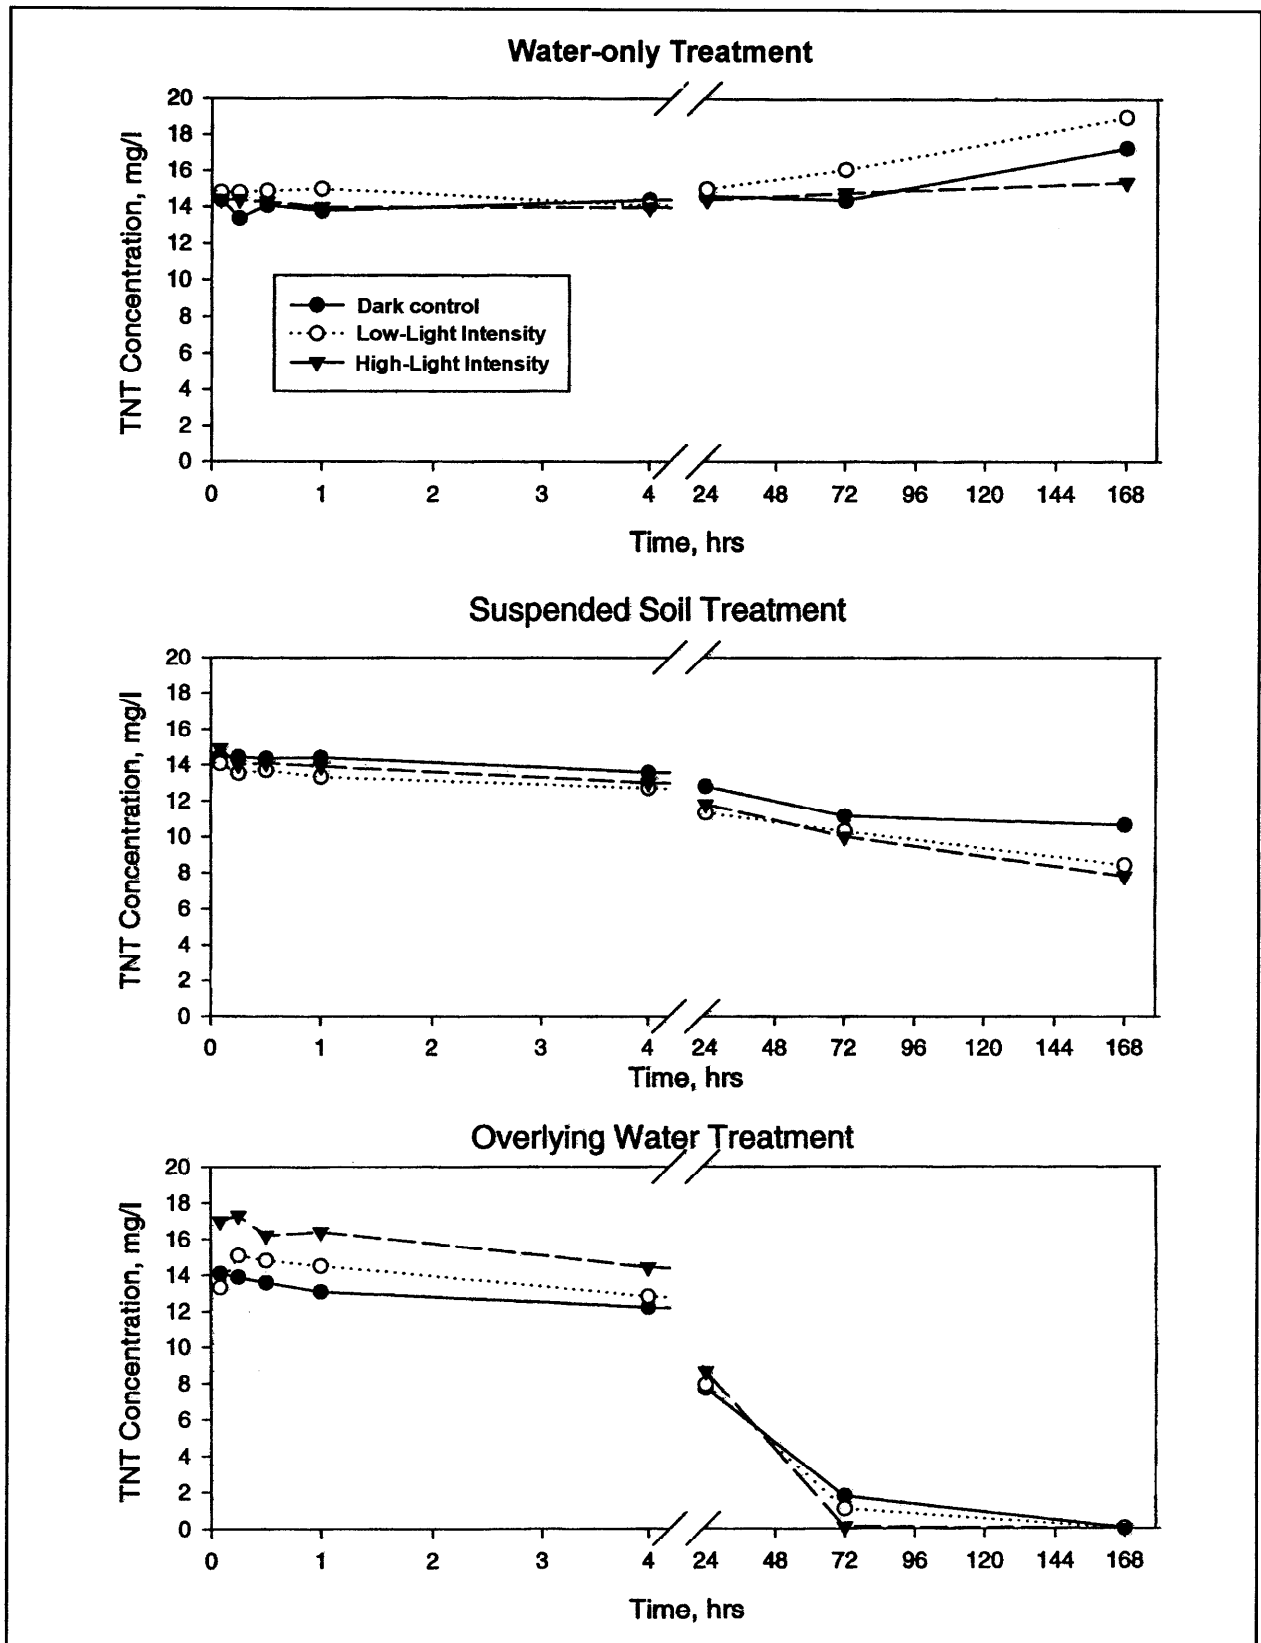 Water-only Treatment
20
18
16
14
12
10
8
6
4
2
0
TNT Concentration, mg/l
Dark control
Low-Light Intensity
High-Light Intensity
0 1 2 3 4 24 48 72 96 120 144 168
Time, hrs
Suspended Soil Treatment
20
18
16
14
12
10
8
6
4
2
0
TNT Concentration, mg/l
0 1 2 3 4 24 48 72 96 120 144 168
Time, hrs
Overlying Water Treatment
20
18
16
14
12
10
8
6
4
2
0
TNT Concentration, mg/l
0 1 2 3 4 24 48 72 96 120 144 168
Time, hrs